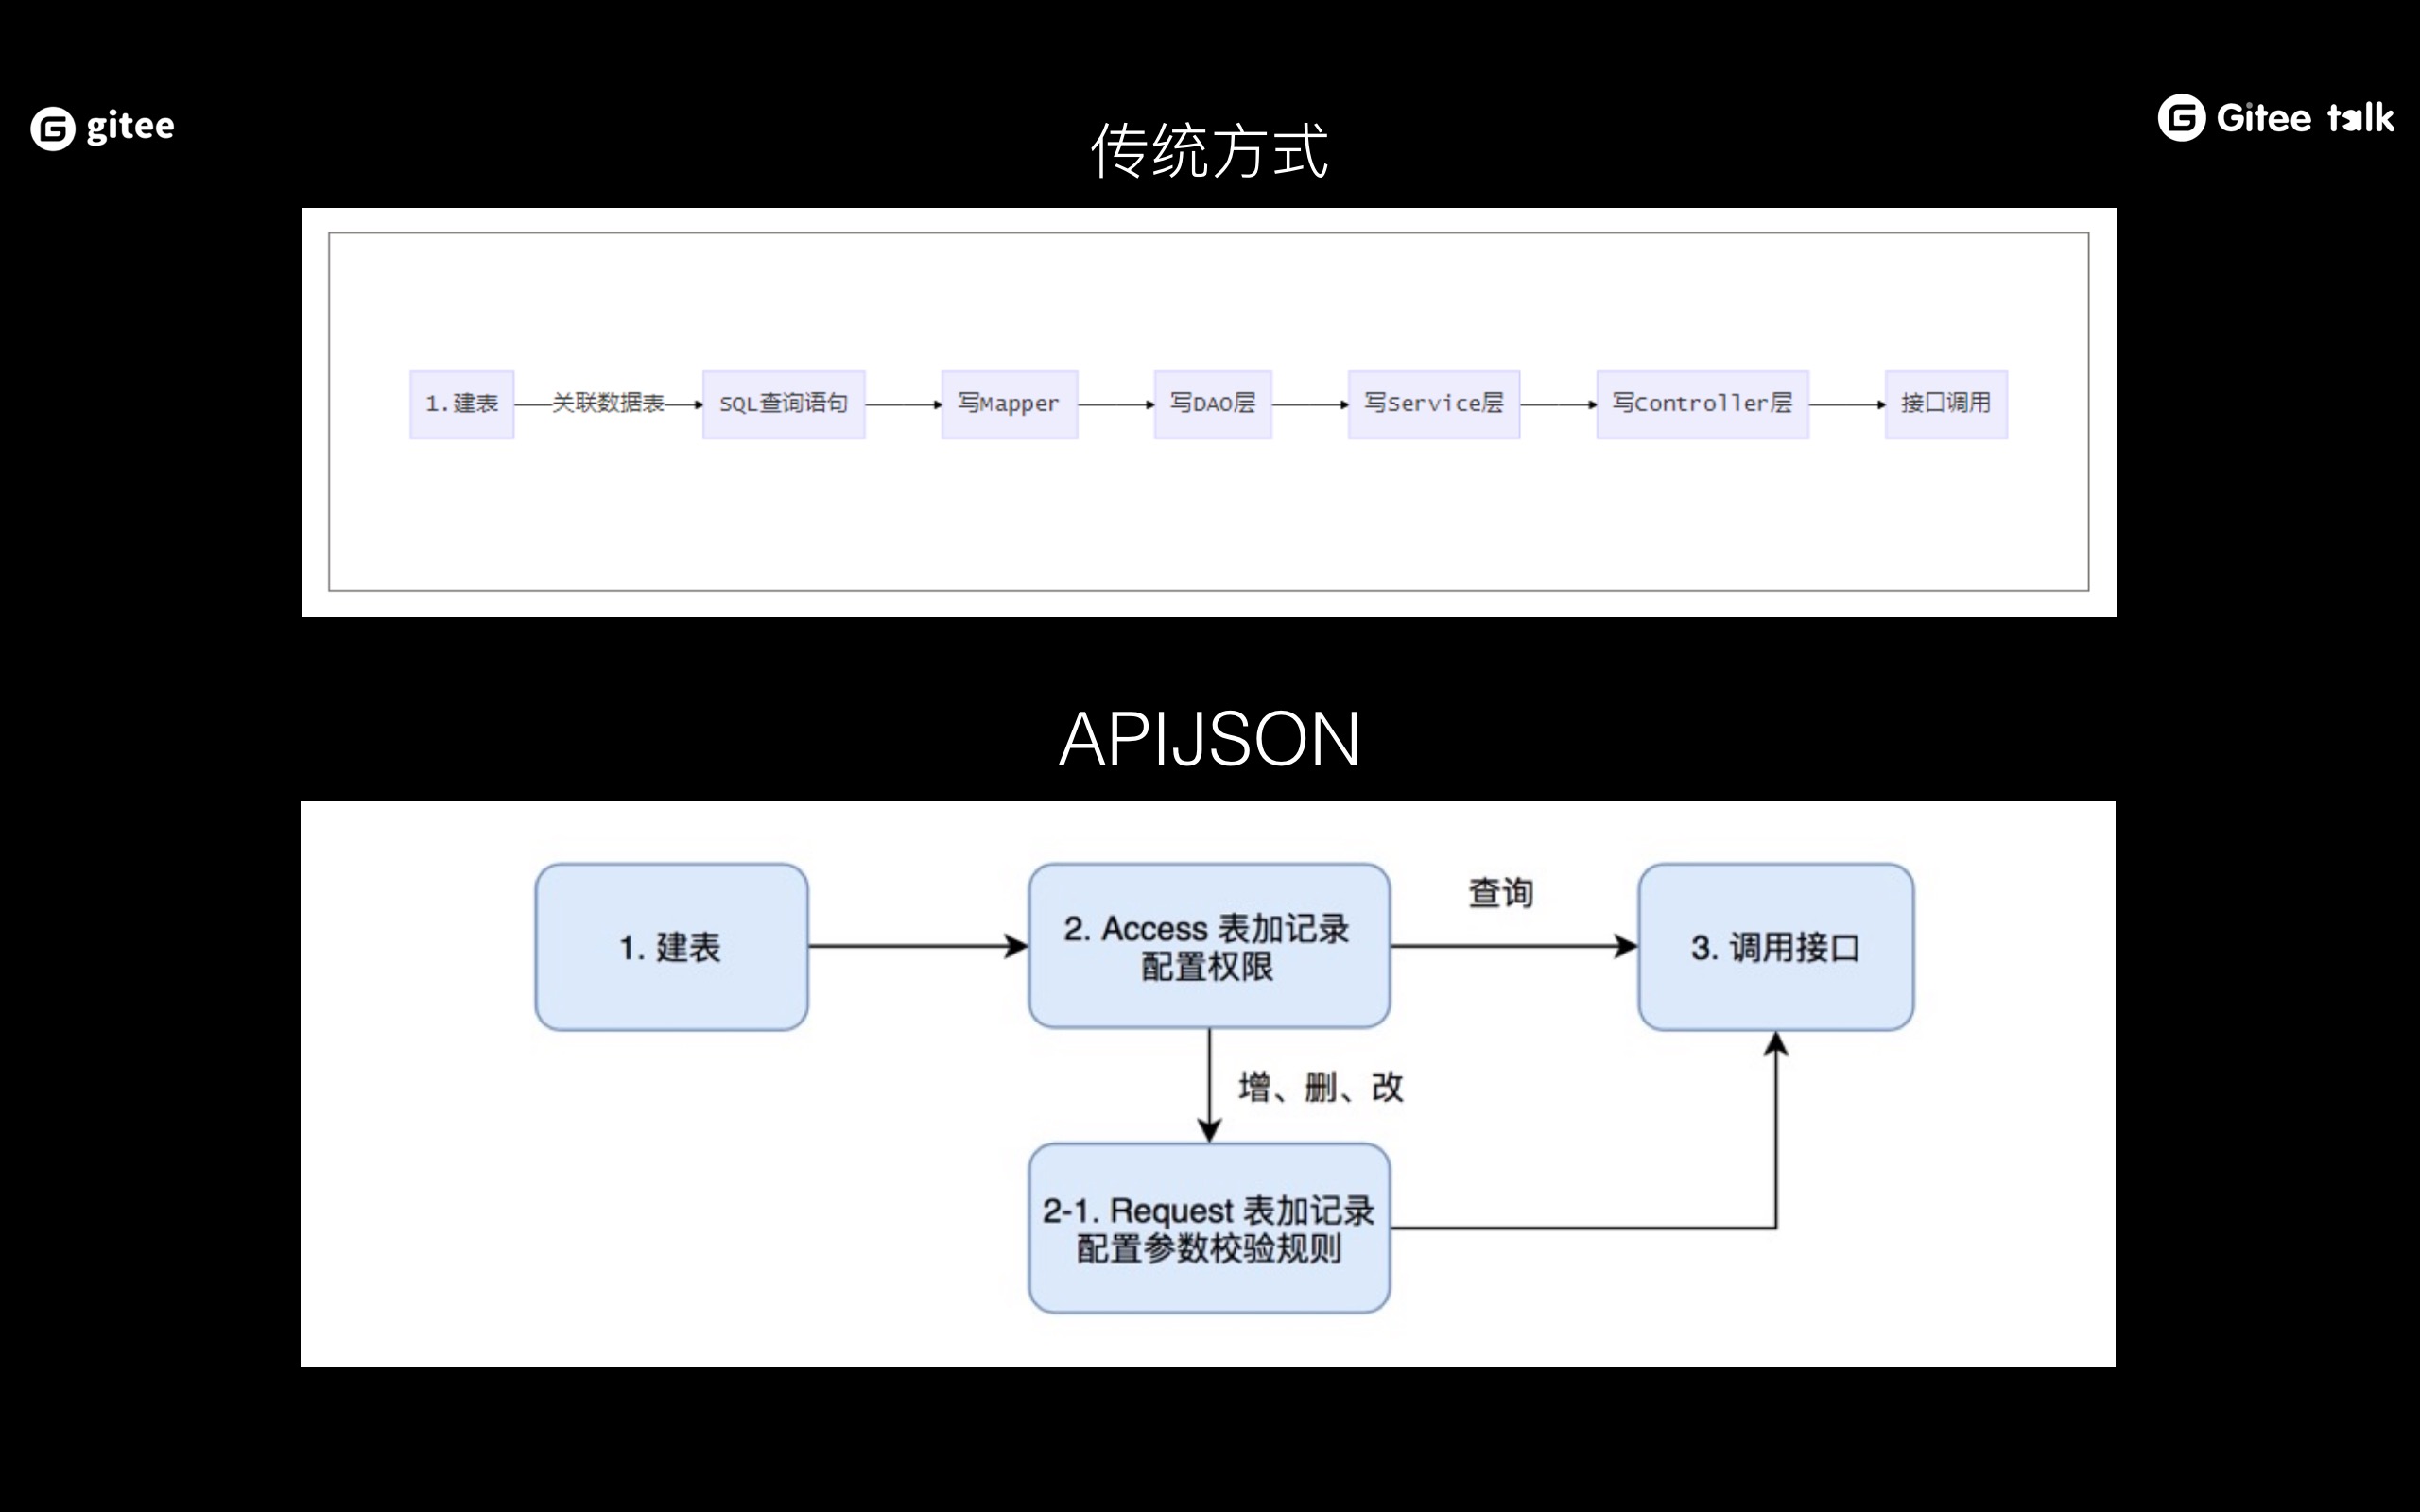 gitee
Gitee talk
传统方式
1.建表
关联数据表
SQL查询语句
写Mapper
写DAO层
写Service层
写Controller层
接口调用
APIJSON
1. 建表
2. Access 表加记录
配置权限
查询
3. 调用接口
增、删、改
2-1. Request 表加记录
配置参数校验规则